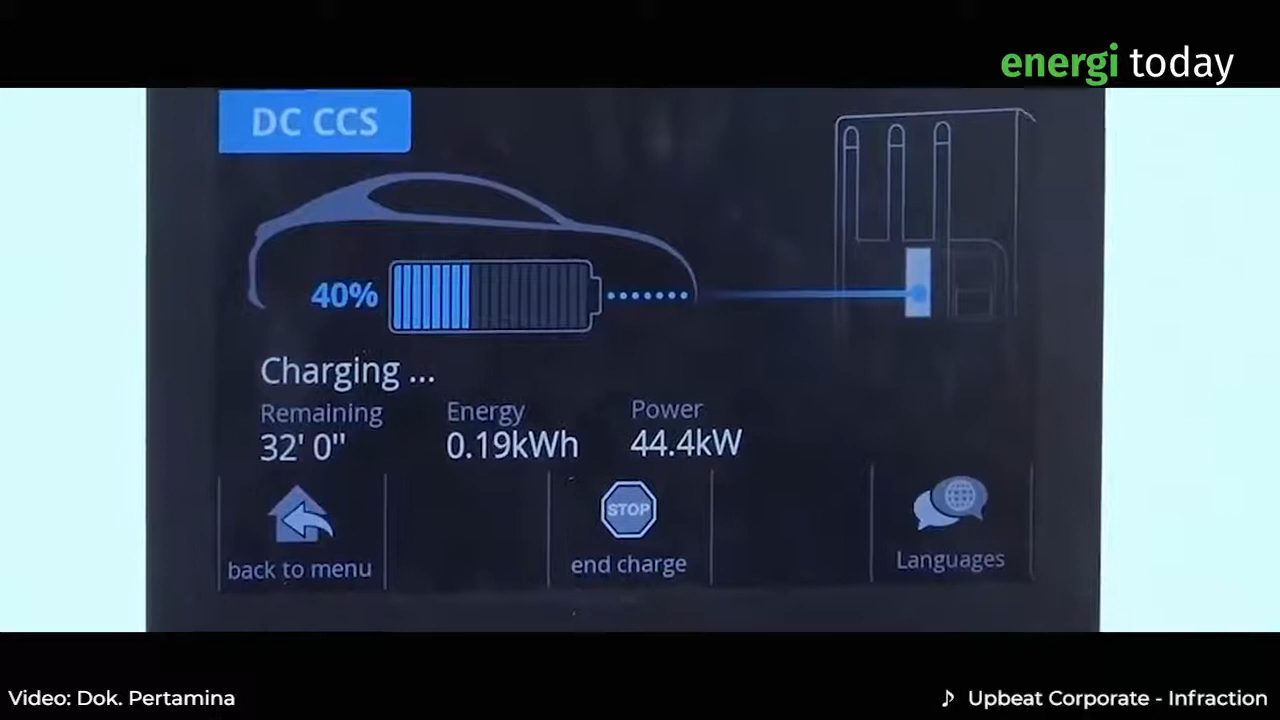 energi today
DC CCS
40%
Charging ...
Remaining
Energy
Power
32' 0"
0.19kWh
44.4kW
STOP
back to menu
end charge
Languages
Video: Dok. Pertamina
Upbeat Corporate - Infraction